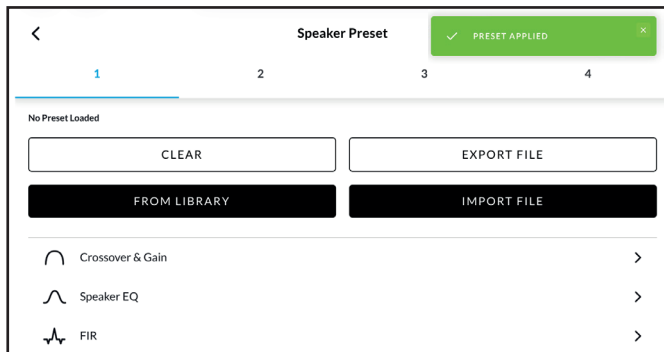 Speaker Preset
PRESET APPLIED
1 2 3 4
No Preset Loaded
CLEAR EXPORT FILE
FROM LIBRARY IMPORT FILE
Crossover & Gain
Speaker EQ
FIR